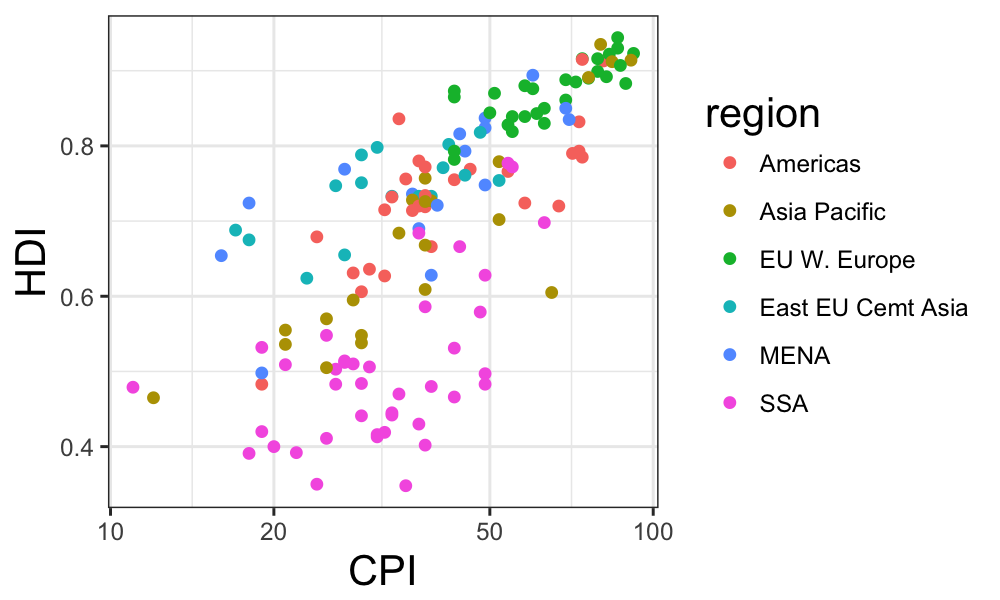 HDI
0.8
0.6
0.4
10 20 50 100
CPI
region
Americas
Asia Pacific
EU W. Europe
East EU Cemt Asia
MENA
SSA